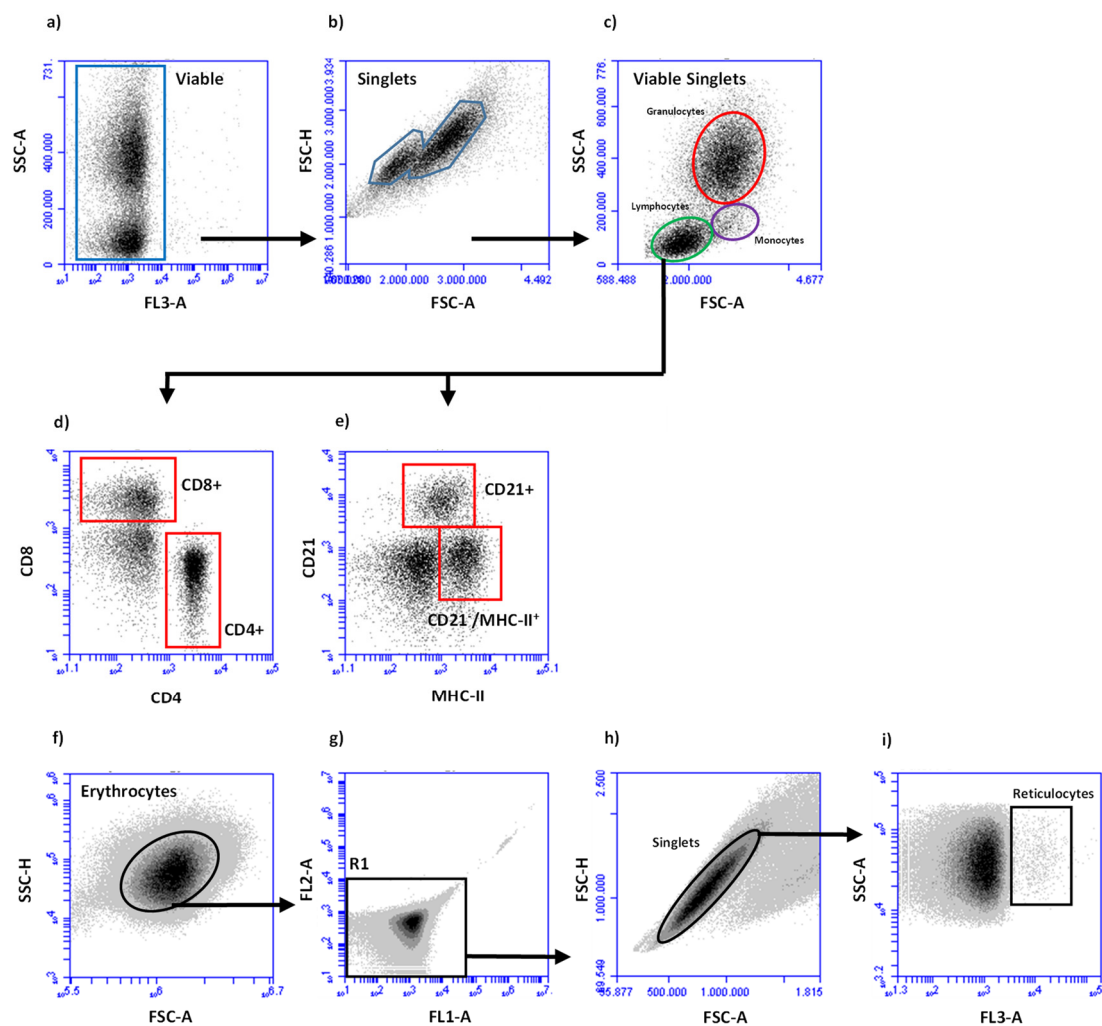 a)
b)
c)
Viable
Singlets
Viable Singlets
Granulocytes
Lymphocytes
Monocytes
SSC-A
731.
400.000
200.000
0
FL3-A
FSC-H
3.934
3.000.000
2.000.000
1.000.000
2.000.000
3.000.000
4.492
FSC-A
SSC-A
776.
600.000
400.000
200.000
0
588.488
2.000.000
4.677
FSC-A
d)
e)
CD8+
CD4+
CD8
CD4
CD21+
CD21⁻/MHC-II⁺
CD21
MHC-II
f)
g)
h)
i)
Erythrocytes
SSC-H
FSC-A
R1
FL2-A
FL1-A
Singlets
FSC-H
2.500
1.000.000
500.000
1.000.000
1.815
FSC-A
Reticulocytes
SSC-A
FL3-A